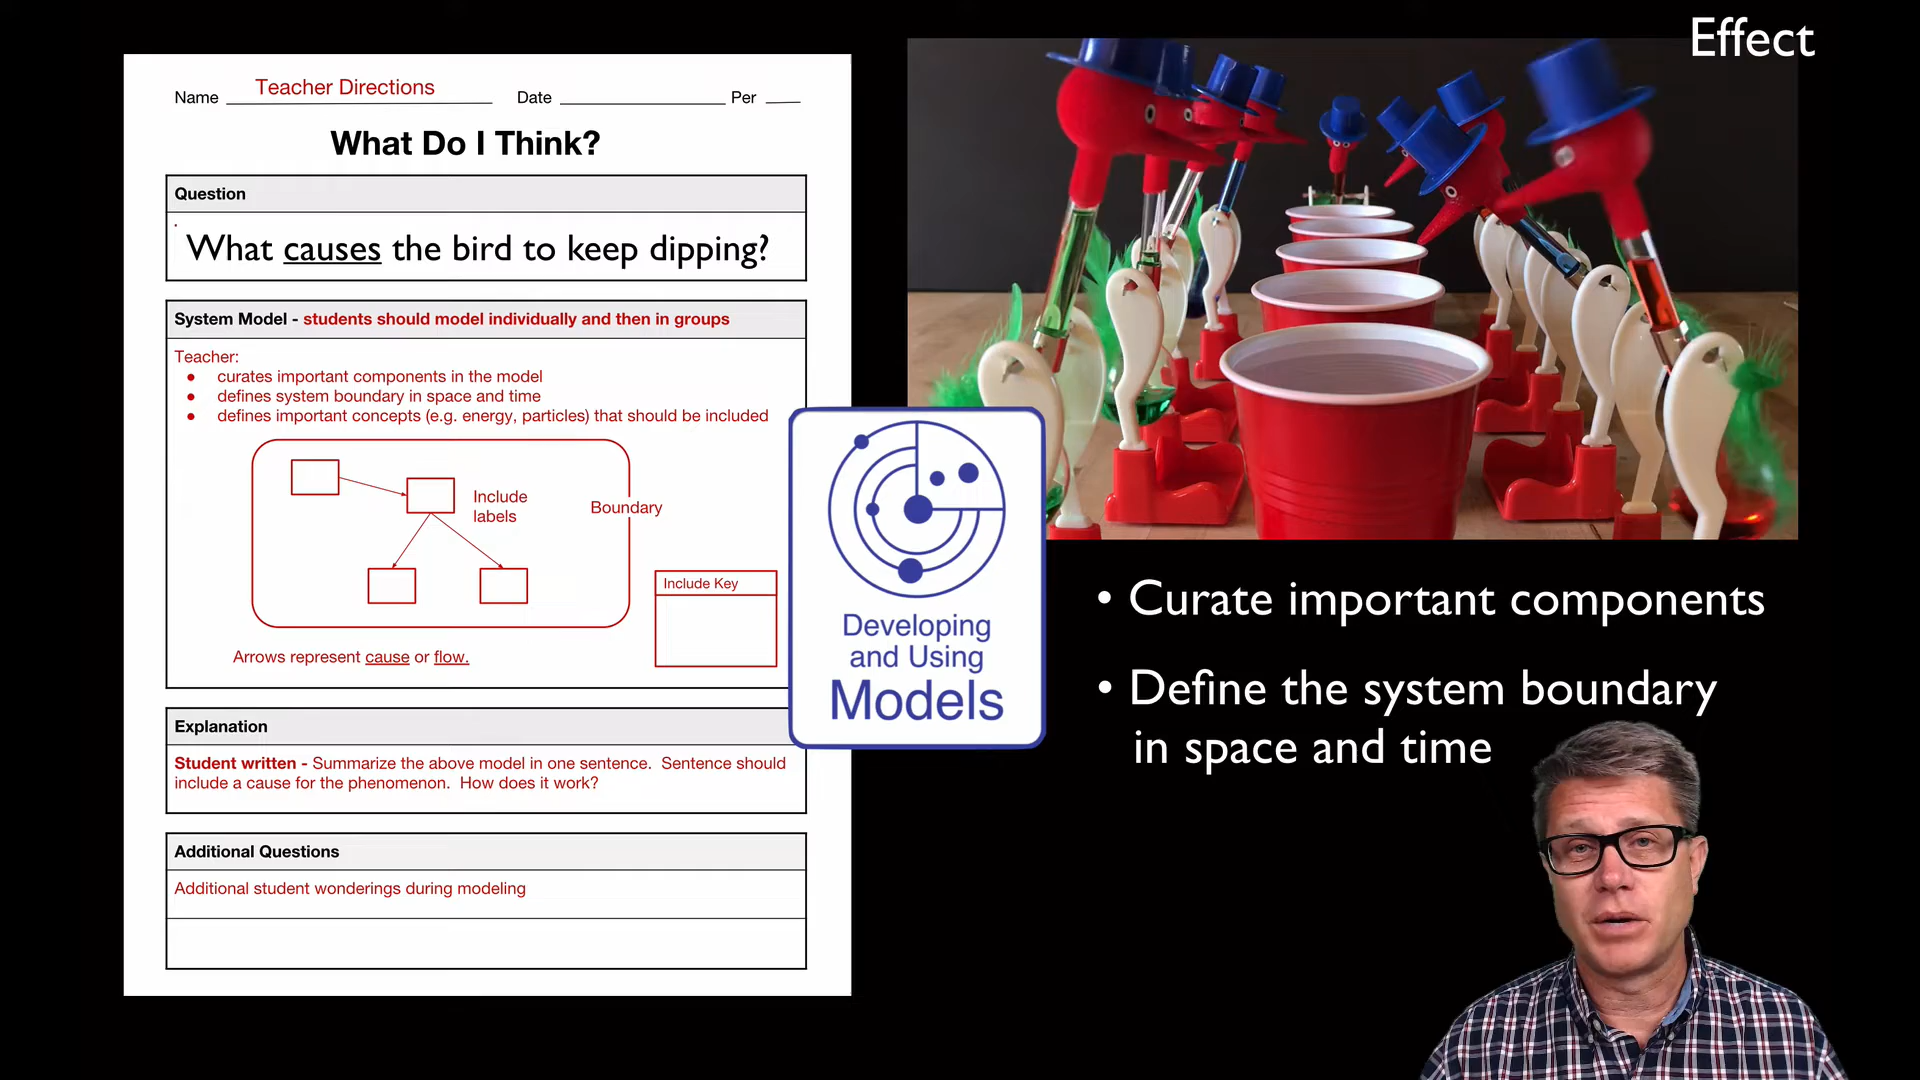 Effect
Name Teacher Directions Date Per
What Do I Think?
Question
What causes the bird to keep dipping?
System Model - students should model individually and then in groups
Teacher:
● curates important components in the model
● defines system boundary in space and time
● defines important concepts (e.g. energy, particles) that should be included
Include
labels
Boundary
Include Key
Arrows represent cause or flow.
Explanation
Student written - Summarize the above model in one sentence. Sentence should
include a cause for the phenomenon. How does it work?
Additional Questions
Additional student wonderings during modeling
Developing
and Using
Models
• Curate important components
• Define the system boundary
in space and time